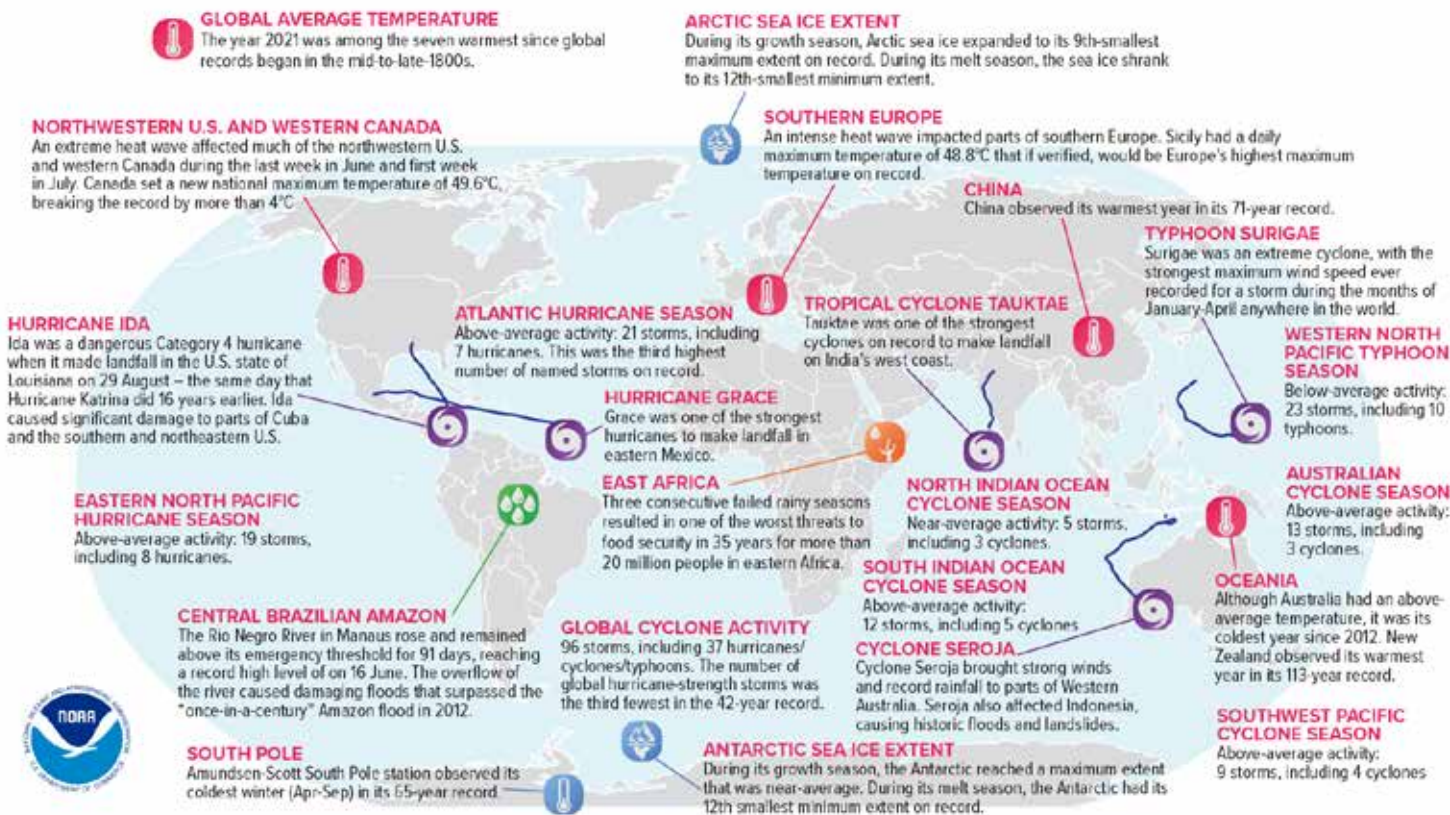 GLOBAL AVERAGE TEMPERATURE
The year 2021 was among the seven warmest since global
records began in the mid-to-late-1800s.
ARCTIC SEA ICE EXTENT
During its growth season, Arctic sea ice expanded to its 9th-smallest
maximum extent on record. During its melt season, the sea ice shrank
to its 12th-smallest minimum extent.
NORTHWESTERN U.S. AND WESTERN CANADA
An extreme heat wave affected much of the northwestern U.S.
and western Canada during the last week in June and first week
in July. Canada set a new national maximum temperature of 49.6°C,
breaking the record by more than 4°C
SOUTHERN EUROPE
An intense heat wave impacted parts of southern Europe. Sicily had a daily
maximum temperature of 48.8°C that if verified, would be Europe's highest maximum
temperature on record.
CHINA
China observed its warmest year in its 71-year record.
TYPHOON SURIGAE
Surigae was an extreme cyclone, with the
strongest maximum wind speed ever
recorded for a storm during the months of
January-April anywhere in the world.
HURRICANE IDA
Ida was a dangerous Category 4 hurricane
when it made landfall in the U.S. state of
Louisiana on 29 August – the same day that
Hurricane Katrina did 16 years earlier. Ida
caused significant damage to parts of Cuba
and the southern and northeastern U.S.
ATLANTIC HURRICANE SEASON
Above-average activity: 21 storms, including
7 hurricanes. This was the third highest
number of named storms on record.
TROPICAL CYCLONE TAUKTAE
Tauktae was one of the strongest
cyclones on record to make landfall
on India's west coast.
WESTERN NORTH
PACIFIC TYPHOON
SEASON
Below-average activity:
23 storms, including 10
typhoons.
HURRICANE GRACE
Grace was one of the strongest
hurricanes to make landfall in
eastern Mexico.
EASTERN NORTH PACIFIC
HURRICANE SEASON
Above-average activity: 19 storms,
including 8 hurricanes.
EAST AFRICA
Three consecutive failed rainy seasons
resulted in one of the worst threats to
food security in 35 years for more than
20 million people in eastern Africa.
NORTH INDIAN OCEAN
CYCLONE SEASON
Near-average activity: 5 storms,
including 3 cyclones.
AUSTRALIAN
CYCLONE SEASON
Above-average activity:
13 storms, including
3 cyclones.
SOUTH INDIAN OCEAN
CYCLONE SEASON
Above-average activity:
12 storms, including 5 cyclones
OCEANIA
Although Australia had an above-
average temperature, it was its
coldest year since 2012. New
Zealand observed its warmest
year in its 113-year record.
CENTRAL BRAZILIAN AMAZON
The Rio Negro River in Manaus rose and remained
above its emergency threshold for 91 days, reaching
a record high level of on 16 June. The overflow of
the river caused damaging floods that surpassed the
"once-in-a-century" Amazon flood in 2012.
GLOBAL CYCLONE ACTIVITY
96 storms, including 37 hurricanes/
cyclones/typhoons. The number of
global hurricane-strength storms was
the third fewest in the 42-year record.
CYCLONE SEROJA
Cyclone Seroja brought strong winds
and record rainfall to parts of Western
Australia. Seroja also affected Indonesia,
causing historic floods and landslides.
SOUTHWEST PACIFIC
CYCLONE SEASON
Above-average activity:
9 storms, including 4 cyclones
NOAA
SOUTH POLE
Amundsen-Scott South Pole station observed its
coldest winter (Apr-Sep) in its 65-year record
ANTARCTIC SEA ICE EXTENT
During its growth season, the Antarctic reached a maximum extent
that was near-average. During its melt season, the Antarctic had its
12th smallest minimum extent on record.